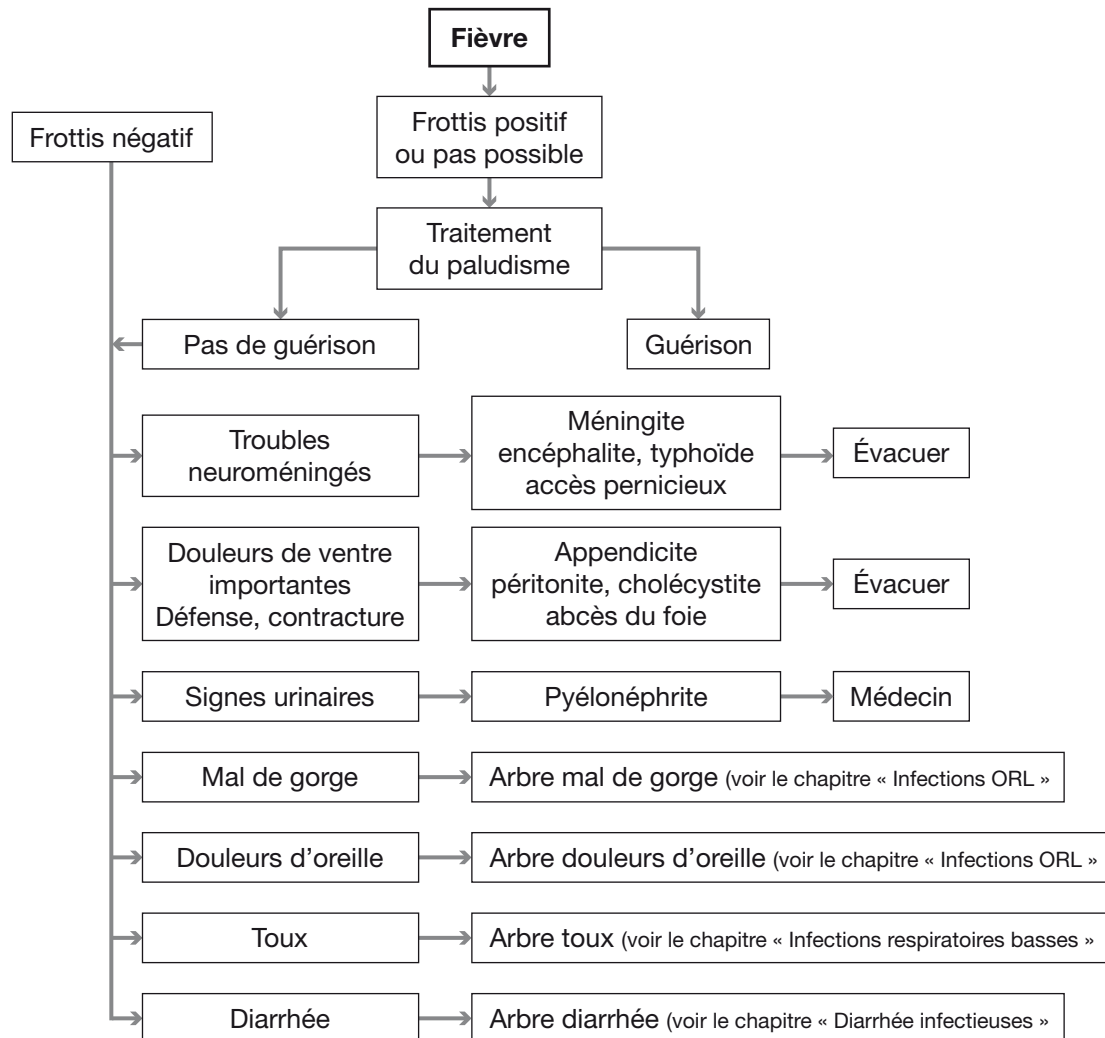 Fièvre
Frottis négatif
Frottis positif
ou pas possible
Traitement
du paludisme
Pas de guérison
Guérison
Troubles
neuroméningés
Méningite
encéphalite, typhoïde
accès pernicieux
Évacuer
Douleurs de ventre
importantes
Défense, contracture
Appendicite
péritonite, cholécystite
abcès du foie
Évacuer
Signes urinaires
Pyélonéphrite
Médecin
Mal de gorge
Arbre mal de gorge (voir le chapitre « Infections ORL »
Douleurs d'oreille
Arbre douleurs d'oreille (voir le chapitre « Infections ORL »
Toux
Arbre toux (voir le chapitre « Infections respiratoires basses »
Diarrhée
Arbre diarrhée (voir le chapitre « Diarrhée infectieuses »